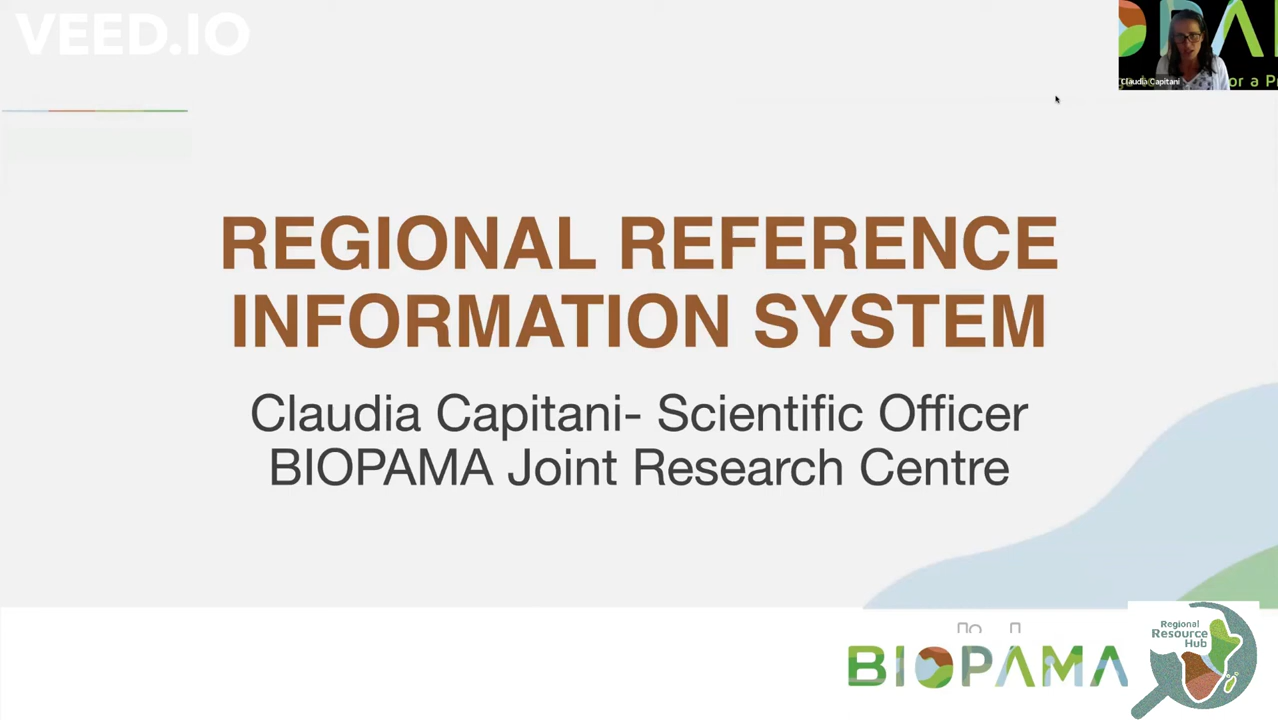 VEED.IO
Claudia Capitani
or a P
REGIONAL REFERENCE
INFORMATION SYSTEM
Claudia Capitani- Scientific Officer
BIOPAMA Joint Research Centre
BIOPAMA
Regional
Resource
Hub